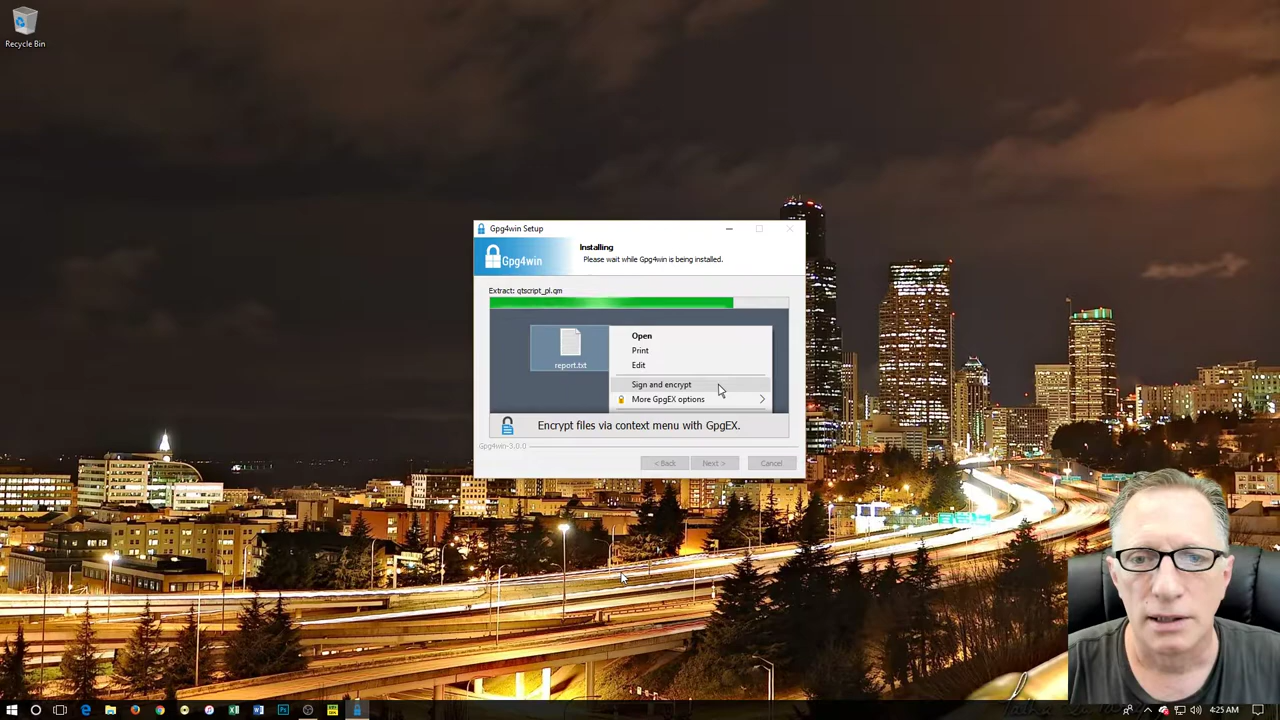 Recycle Bin
Gpg4win Setup
Gpg4win
Installing
Please wait while Gpg4win is being installed.
Extract: qtscript_pl.qm
report.txt
Open
Print
Edit
Sign and encrypt
More GpgEX options
Encrypt files via context menu with GpgEX.
Gpg4win-3.0.0
< Back
Next >
Cancel
4:25 AM